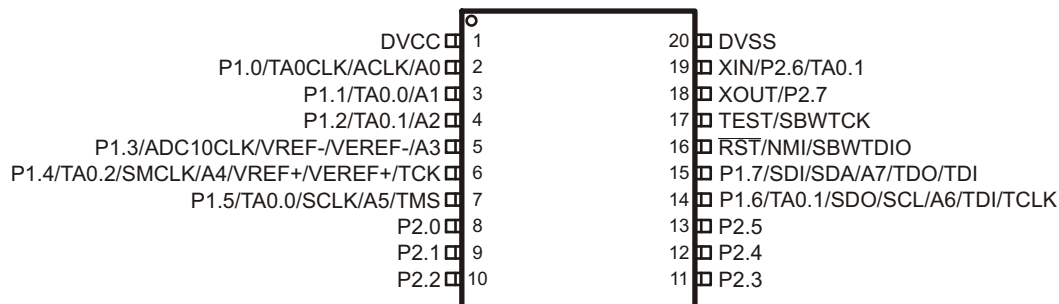 DVCC 1 20 DVSS
P1.0/TA0CLK/ACLK/A0 2 19 XIN/P2.6/TA0.1
P1.1/TA0.0/A1 3 18 XOUT/P2.7
P1.2/TA0.1/A2 4 17 TEST/SBWTCK
P1.3/ADC10CLK/VREF-/VEREF-/A3 5 16 RST/NMI/SBWTDIO
P1.4/TA0.2/SMCLK/A4/VREF+/VEREF+/TCK 6 15 P1.7/SDI/SDA/A7/TDO/TDI
P1.5/TA0.0/SCLK/A5/TMS 7 14 P1.6/TA0.1/SDO/SCL/A6/TDI/TCLK
P2.0 8 13 P2.5
P2.1 9 12 P2.4
P2.2 10 11 P2.3